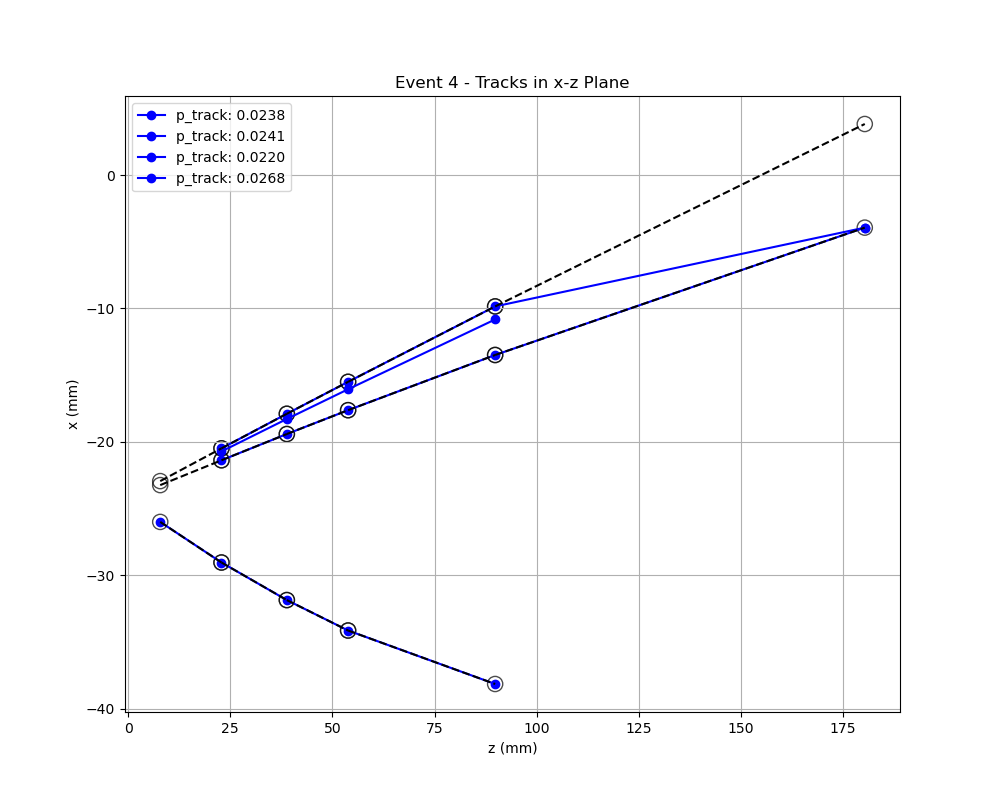 Event 4 - Tracks in x-z Plane
p_track: 0.0238
p_track: 0.0241
p_track: 0.0220
p_track: 0.0268
0
−10
−20
−30
−40
x (mm)
0 25 50 75 100 125 150 175
z (mm)